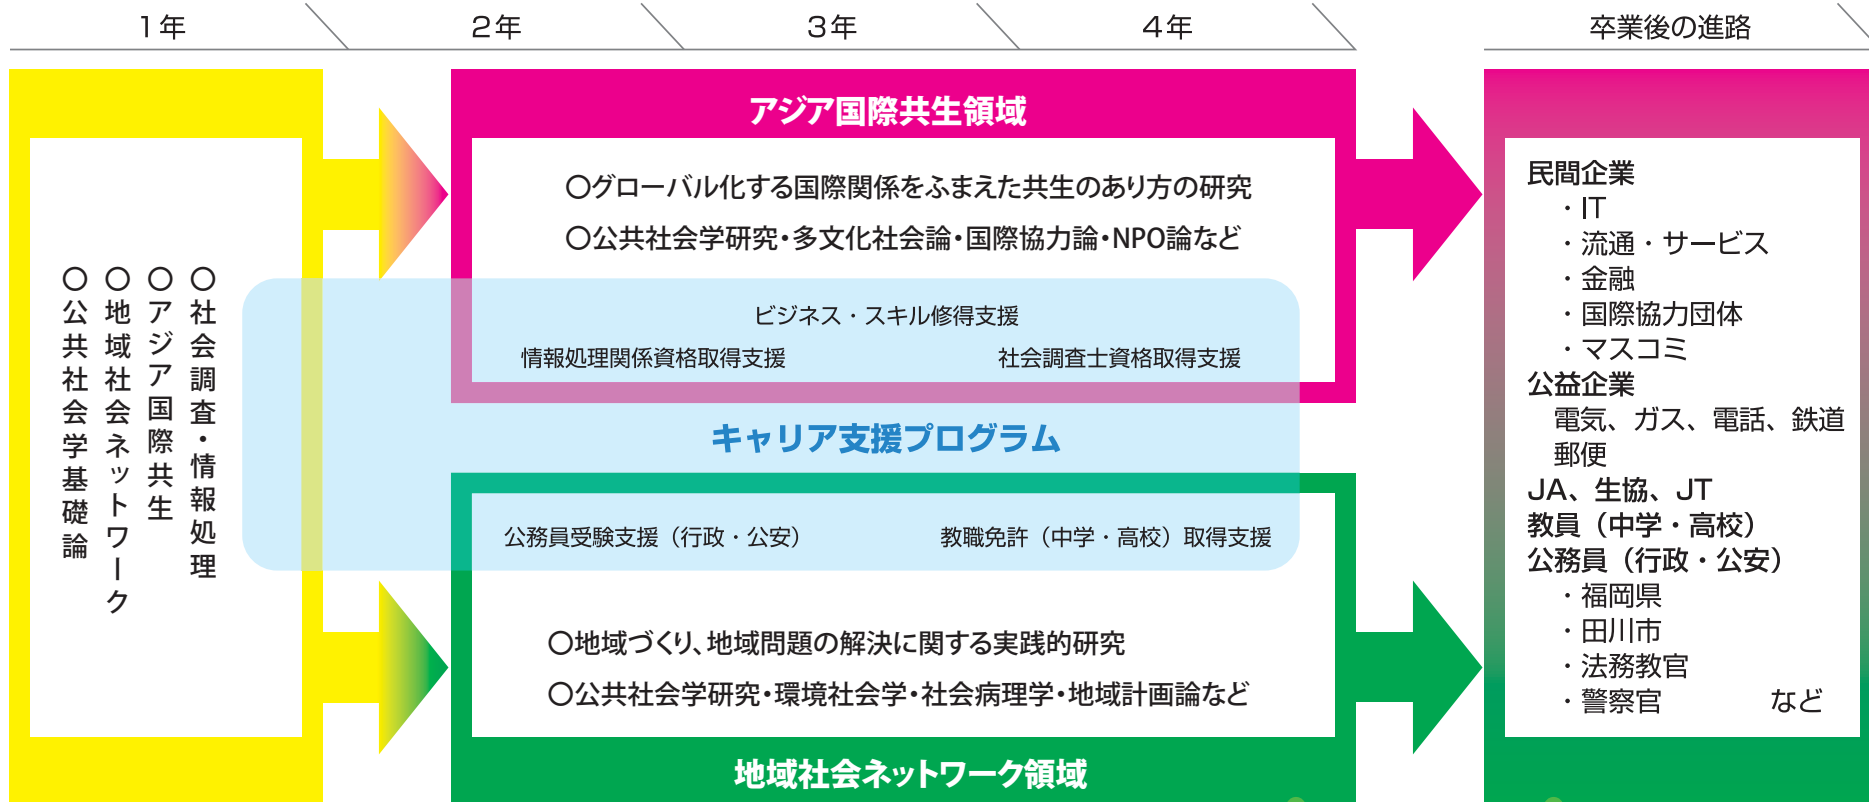 1年
2年
3年
4年
卒業後の進路
〇社会調査・情報処理
〇アジア国際共生
〇地域社会ネットワーク
〇公共社会学基礎論
アジア国際共生領域
〇グローバル化する国際関係をふまえた共生のあり方の研究
〇公共社会学研究・多文化社会論・国際協力論・NPO論など
ビジネス・スキル修得支援
情報処理関係資格取得支援
社会調査士資格取得支援
キャリア支援プログラム
公務員受験支援（行政・公安）
教職免許（中学・高校）取得支援
〇地域づくり、地域問題の解決に関する実践的研究
〇公共社会学研究・環境社会学・社会病理学・地域計画論など
地域社会ネットワーク領域
民間企業
・IT
・流通・サービス
・金融
・国際協力団体
・マスコミ
公益企業
電気、ガス、電話、鉄道
郵便
JA、生協、JT
教員（中学・高校）
公務員（行政・公安）
・福岡県
・田川市
・法務教官
・警察官 など